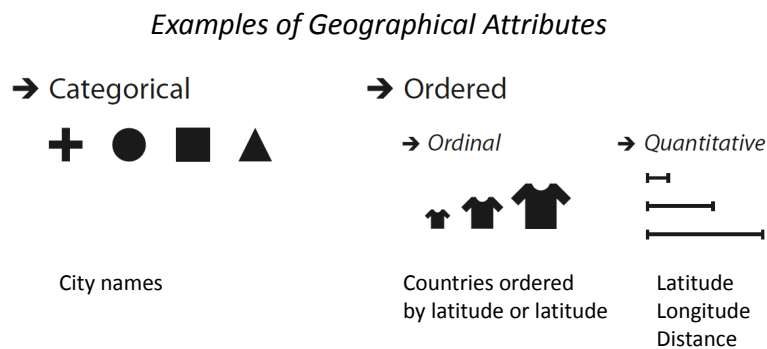 Examples of Geographical Attributes
➔ Categorical
➔ Ordered
➔ Ordinal
➔ Quantitative
City names
Countries ordered
by latitude or latitude
Latitude
Longitude
Distance